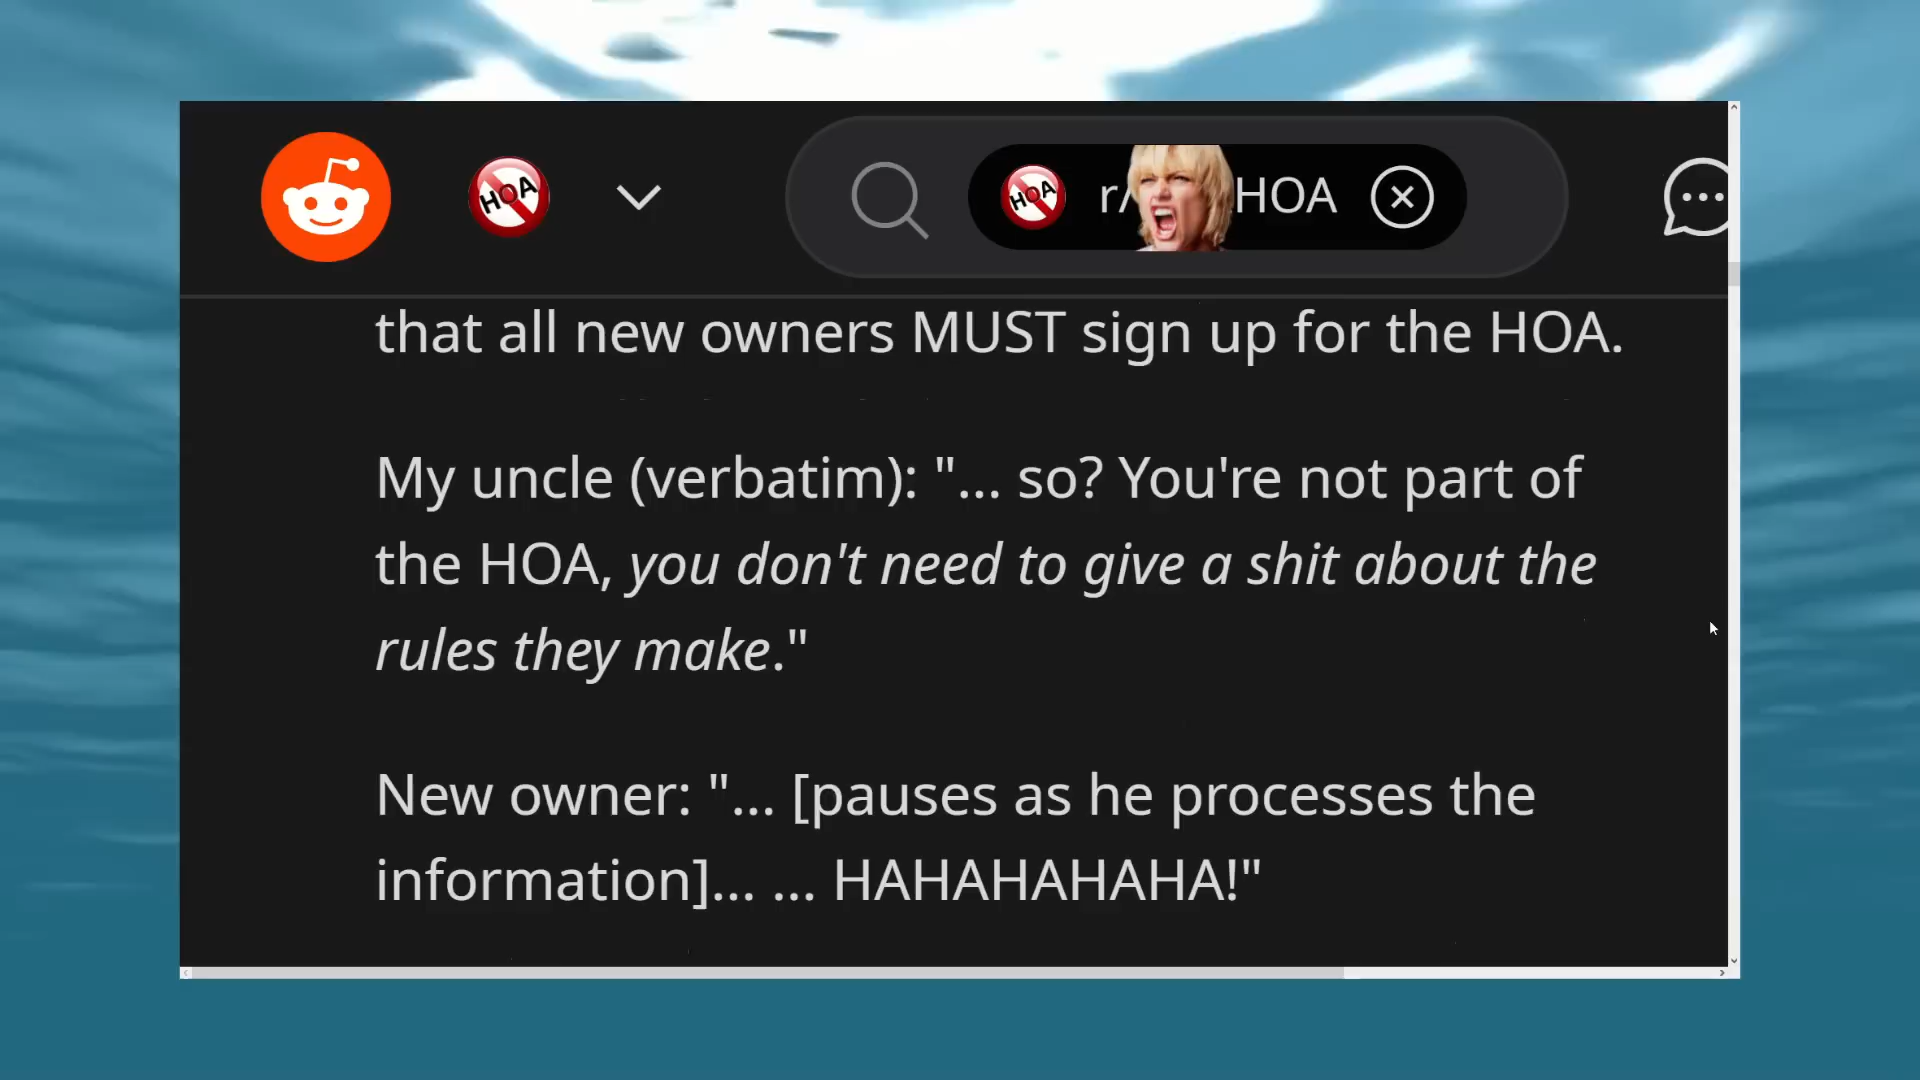 HOA
HOA r/ HOA
that all new owners MUST sign up for the HOA.
My uncle (verbatim): "... so? You're not part of
the HOA, you don't need to give a shit about the
rules they make."
New owner: "... [pauses as he processes the
information]... ... HAHAHAHAHA!"